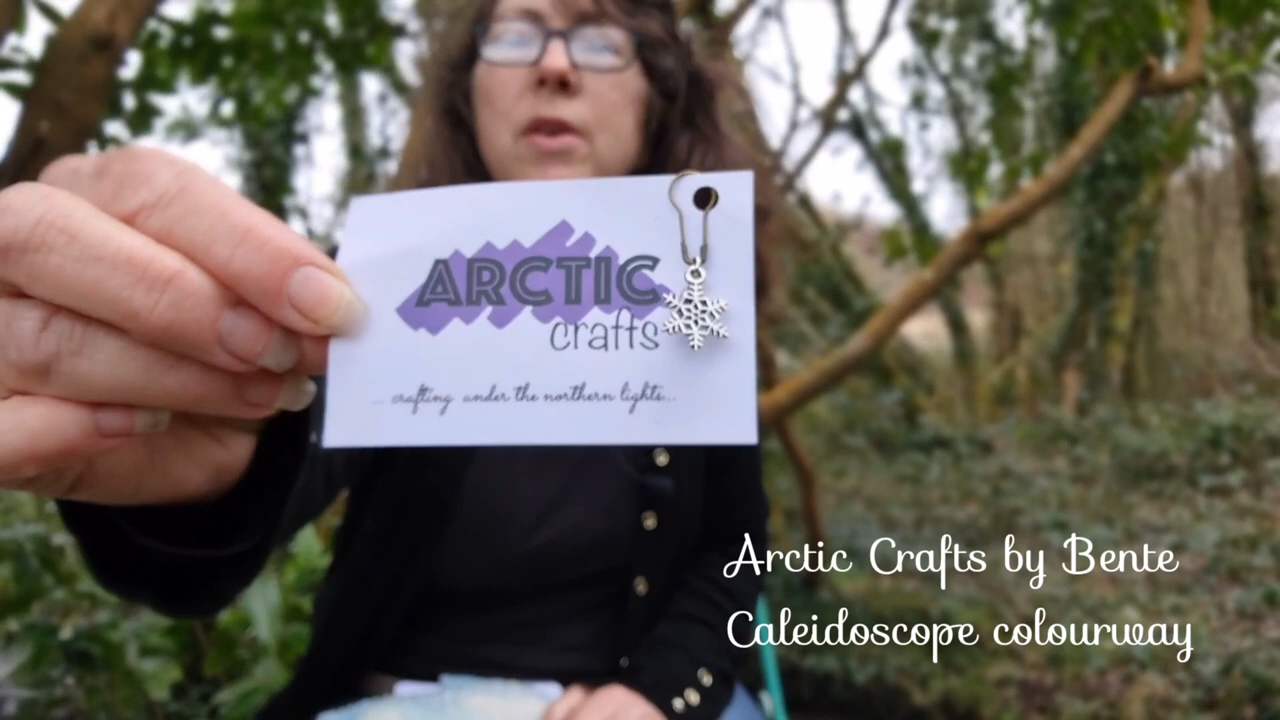 ARCTIC
crafts
... crafting under the northern lights...
Arctic Crafts by Bente
Caleidoscope colourway